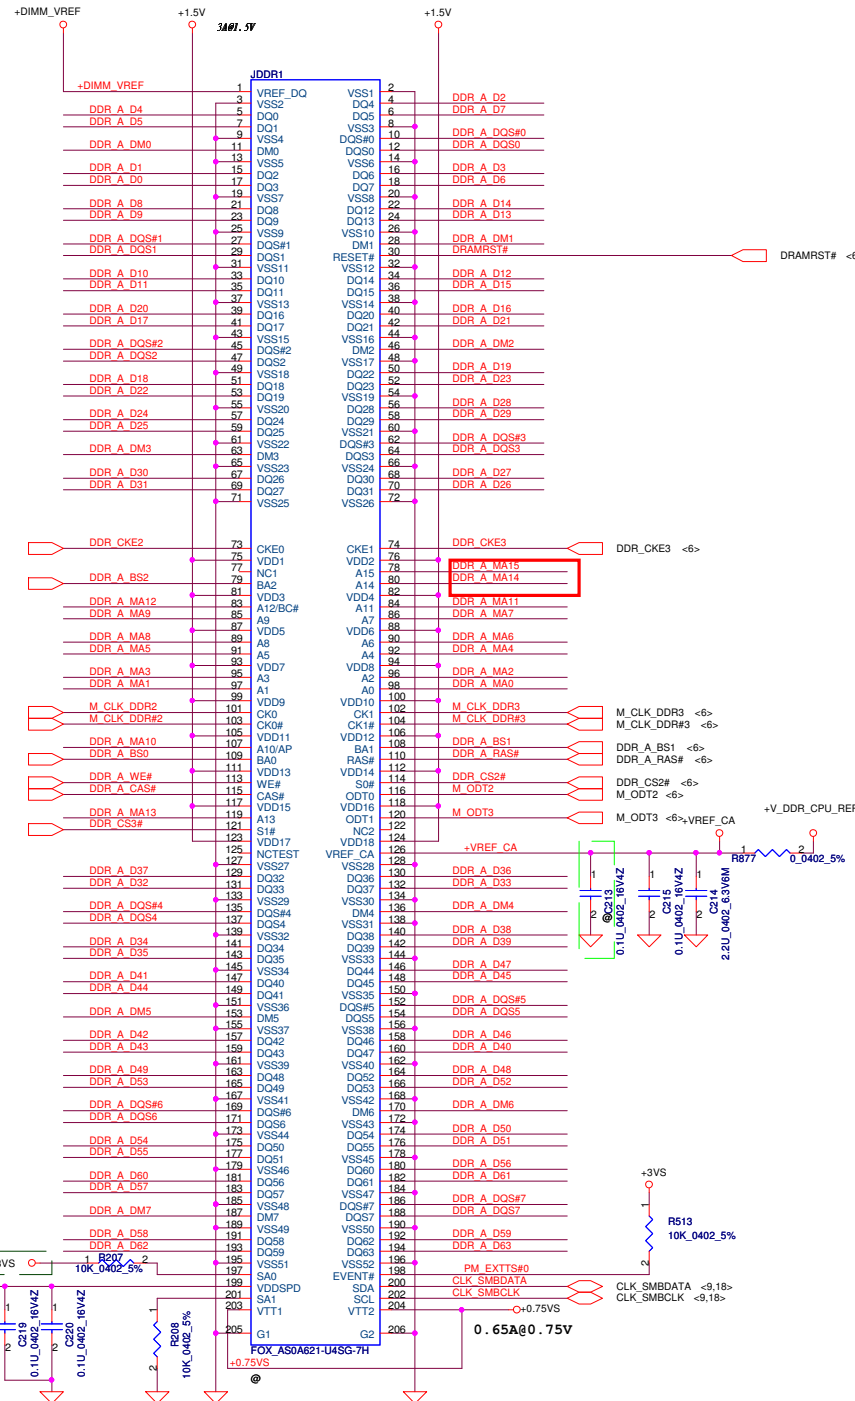 +DIMM_VREF +1.5V 3A@1.5V +1.5V
JDDR1
+DIMM_VREF 1 VREF_DQ VSS1 2
3 VSS2 DQ4 4 DDR_A_D2
DDR_A_D4 5 DQ0 DQ5 6 DDR_A_D7
DDR_A_D5 7 DQ1 VSS3 8
9 VSS4 DQS#0 10 DDR_A_DQS#0
DDR_A_DM0 11 DM0 DQS0 12 DDR_A_DQS0
13 VSS5 VSS6 14
DDR_A_D1 15 DQ2 DQ6 16 DDR_A_D3
DDR_A_D0 17 DQ3 DQ7 18 DDR_A_D6
19 VSS7 VSS8 20
DDR_A_D8 21 DQ8 DQ12 22 DDR_A_D14
DDR_A_D9 23 DQ9 DQ13 24 DDR_A_D13
25 VSS9 VSS10 26
DDR_A_DQS#1 27 DQS#1 DM1 28 DDR_A_DM1
DDR_A_DQS1 29 DQS1 RESET# 30 DRAMRST# DRAMRST# <6
31 VSS11 VSS12 32
DDR_A_D10 33 DQ10 DQ14 34 DDR_A_D12
DDR_A_D11 35 DQ11 DQ15 36 DDR_A_D15
37 VSS13 VSS14 38
DDR_A_D20 39 DQ16 DQ20 40 DDR_A_D16
DDR_A_D17 41 DQ17 DQ21 42 DDR_A_D21
43 VSS15 VSS16 44
DDR_A_DQS#2 45 DQS#2 DM2 46 DDR_A_DM2
DDR_A_DQS2 47 DQS2 VSS17 48
49 VSS18 DQ22 50 DDR_A_D19
DDR_A_D18 51 DQ18 DQ23 52 DDR_A_D23
DDR_A_D22 53 DQ19 VSS19 54
55 VSS20 DQ28 56 DDR_A_D28
DDR_A_D24 57 DQ24 DQ29 58 DDR_A_D29
DDR_A_D25 59 DQ25 VSS21 60
61 VSS22 DQS#3 62 DDR_A_DQS#3
DDR_A_DM3 63 DM3 DQS3 64 DDR_A_DQS3
65 VSS23 VSS24 66
DDR_A_D30 67 DQ26 DQ30 68 DDR_A_D27
DDR_A_D31 69 DQ27 DQ31 70 DDR_A_D26
71 VSS25 VSS26 72
DDR_CKE2 73 CKE0 CKE1 74 DDR_CKE3 DDR_CKE3 <6>
75 VDD1 VDD2 76
77 NC1 A15 78 DDR_A_MA15
DDR_A_BS2 79 BA2 A14 80 DDR_A_MA14
81 VDD3 VDD4 82
DDR_A_MA12 83 A12/BC# A11 84 DDR_A_MA11
DDR_A_MA9 85 A9 A7 86 DDR_A_MA7
87 VDD5 VDD6 88
DDR_A_MA8 89 A8 A6 90 DDR_A_MA6
DDR_A_MA5 91 A5 A4 92 DDR_A_MA4
93 VDD7 VDD8 94
DDR_A_MA3 95 A3 A2 96 DDR_A_MA2
DDR_A_MA1 97 A1 A0 98 DDR_A_MA0
99 VDD9 VDD10 100
M_CLK_DDR2 101 CK0 CK1 102 M_CLK_DDR3 M_CLK_DDR3 <6>
M_CLK_DDR#2 103 CK0# CK1# 104 M_CLK_DDR#3 M_CLK_DDR#3 <6>
105 VDD11 VDD12 106
DDR_A_MA10 107 A10/AP BA1 108 DDR_A_BS1 DDR_A_BS1 <6>
DDR_A_BS0 109 BA0 RAS# 110 DDR_A_RAS# DDR_A_RAS# <6>
111 VDD13 VDD14 112
DDR_A_WE# 113 WE# S0# 114 DDR_CS2# DDR_CS2# <6>
DDR_A_CAS# 115 CAS# ODT0 116 M_ODT2 M_ODT2 <6>
117 VDD15 VDD16 118
DDR_A_MA13 119 A13 ODT1 120 M_ODT3 M_ODT3 <6> +VREF_CA +V_DDR_CPU_REF
DDR_CS3# 121 S1# NC2 122
123 VDD17 VDD18 124
125 NCTEST VREF_CA 126 +VREF_CA 1 R877 2 0_0402_5%
127 VSS27 VSS28 128
DDR_A_D37 129 DQ32 DQ36 130 DDR_A_D36
DDR_A_D32 131 DQ33 DQ37 132 DDR_A_D33
133 VSS29 VSS30 134
DDR_A_DQS#4 135 DQS#4 DM4 136 DDR_A_DM4
DDR_A_DQS4 137 DQS4 VSS31 138
139 VSS32 DQ38 140 DDR_A_D38
DDR_A_D34 141 DQ34 DQ39 142 DDR_A_D39
DDR_A_D35 143 DQ35 VSS33 144
145 VSS34 DQ44 146 DDR_A_D47
DDR_A_D41 147 DQ40 DQ45 148 DDR_A_D45
DDR_A_D44 149 DQ41 VSS35 150
151 VSS36 DQS#5 152 DDR_A_DQS#5
DDR_A_DM5 153 DM5 DQS5 154 DDR_A_DQS5
155 VSS37 VSS38 156
DDR_A_D42 157 DQ42 DQ46 158 DDR_A_D46
DDR_A_D43 159 DQ43 DQ47 160 DDR_A_D40
161 VSS39 VSS40 162
DDR_A_D49 163 DQ48 DQ52 164 DDR_A_D48
DDR_A_D53 165 DQ49 DQ53 166 DDR_A_D52
167 VSS41 VSS42 168
DDR_A_DQS#6 169 DQS#6 DM6 170 DDR_A_DM6
DDR_A_DQS6 171 DQS6 VSS43 172
173 VSS44 DQ54 174 DDR_A_D50
DDR_A_D54 175 DQ50 DQ55 176 DDR_A_D51
DDR_A_D55 177 DQ51 VSS45 178
179 VSS46 DQ60 180 DDR_A_D56
DDR_A_D60 181 DQ56 DQ61 182 DDR_A_D61
DDR_A_D57 183 DQ57 VSS47 184
185 VSS48 DQS#7 186 DDR_A_DQS#7
DDR_A_DM7 187 DM7 DQS7 188 DDR_A_DQS7
189 VSS49 VSS50 190
DDR_A_D58 191 DQ58 DQ62 192 DDR_A_D59
DDR_A_D62 193 DQ59 DQ63 194 DDR_A_D63
195 VSS51 VSS52 196
197 SA0 EVENT# 198 PM_EXTTS#0
199 VDDSPD SDA 200 CLK_SMBDATA CLK_SMBDATA <9,18>
201 SA1 SCL 202 CLK_SMBCLK CLK_SMBCLK <9,18>
203 VTT1 VTT2 204 +0.75VS
205 G1 G2 206
0.65A@0.75V
FOX_AS0A621-U4SG-7H
+0.75VS
@
1 2 @C213
0.1U_0402_16V4Z
1 2 C215
0.1U_0402_16V4Z
1 2 C214
2.2U_0402_6.3V6M
+3VS
1 2 R513
10K_0402_5%
VS 1 R207 2
10K_0402_5%
1 2 C219
0.1U_0402_16V4Z
1 2 C220
0.1U_0402_16V4Z
1 2 R208
10K_0402_5%